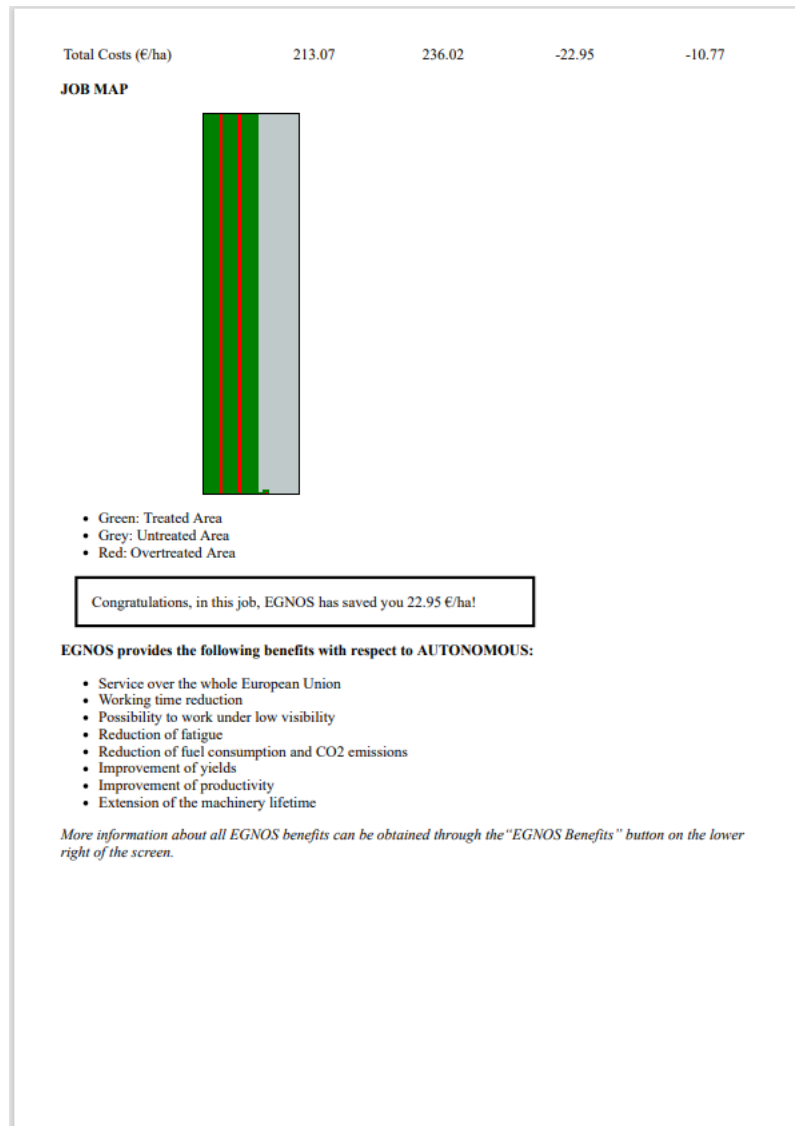 Total Costs (€/ha) 213.07 236.02 -22.95 -10.77
JOB MAP
• Green: Treated Area
• Grey: Untreated Area
• Red: Overtreated Area
Congratulations, in this job, EGNOS has saved you 22.95 €/ha!
EGNOS provides the following benefits with respect to AUTONOMOUS:
• Service over the whole European Union
• Working time reduction
• Possibility to work under low visibility
• Reduction of fatigue
• Reduction of fuel consumption and CO2 emissions
• Improvement of yields
• Improvement of productivity
• Extension of the machinery lifetime
More information about all EGNOS benefits can be obtained through the“EGNOS Benefits” button on the lower
right of the screen.